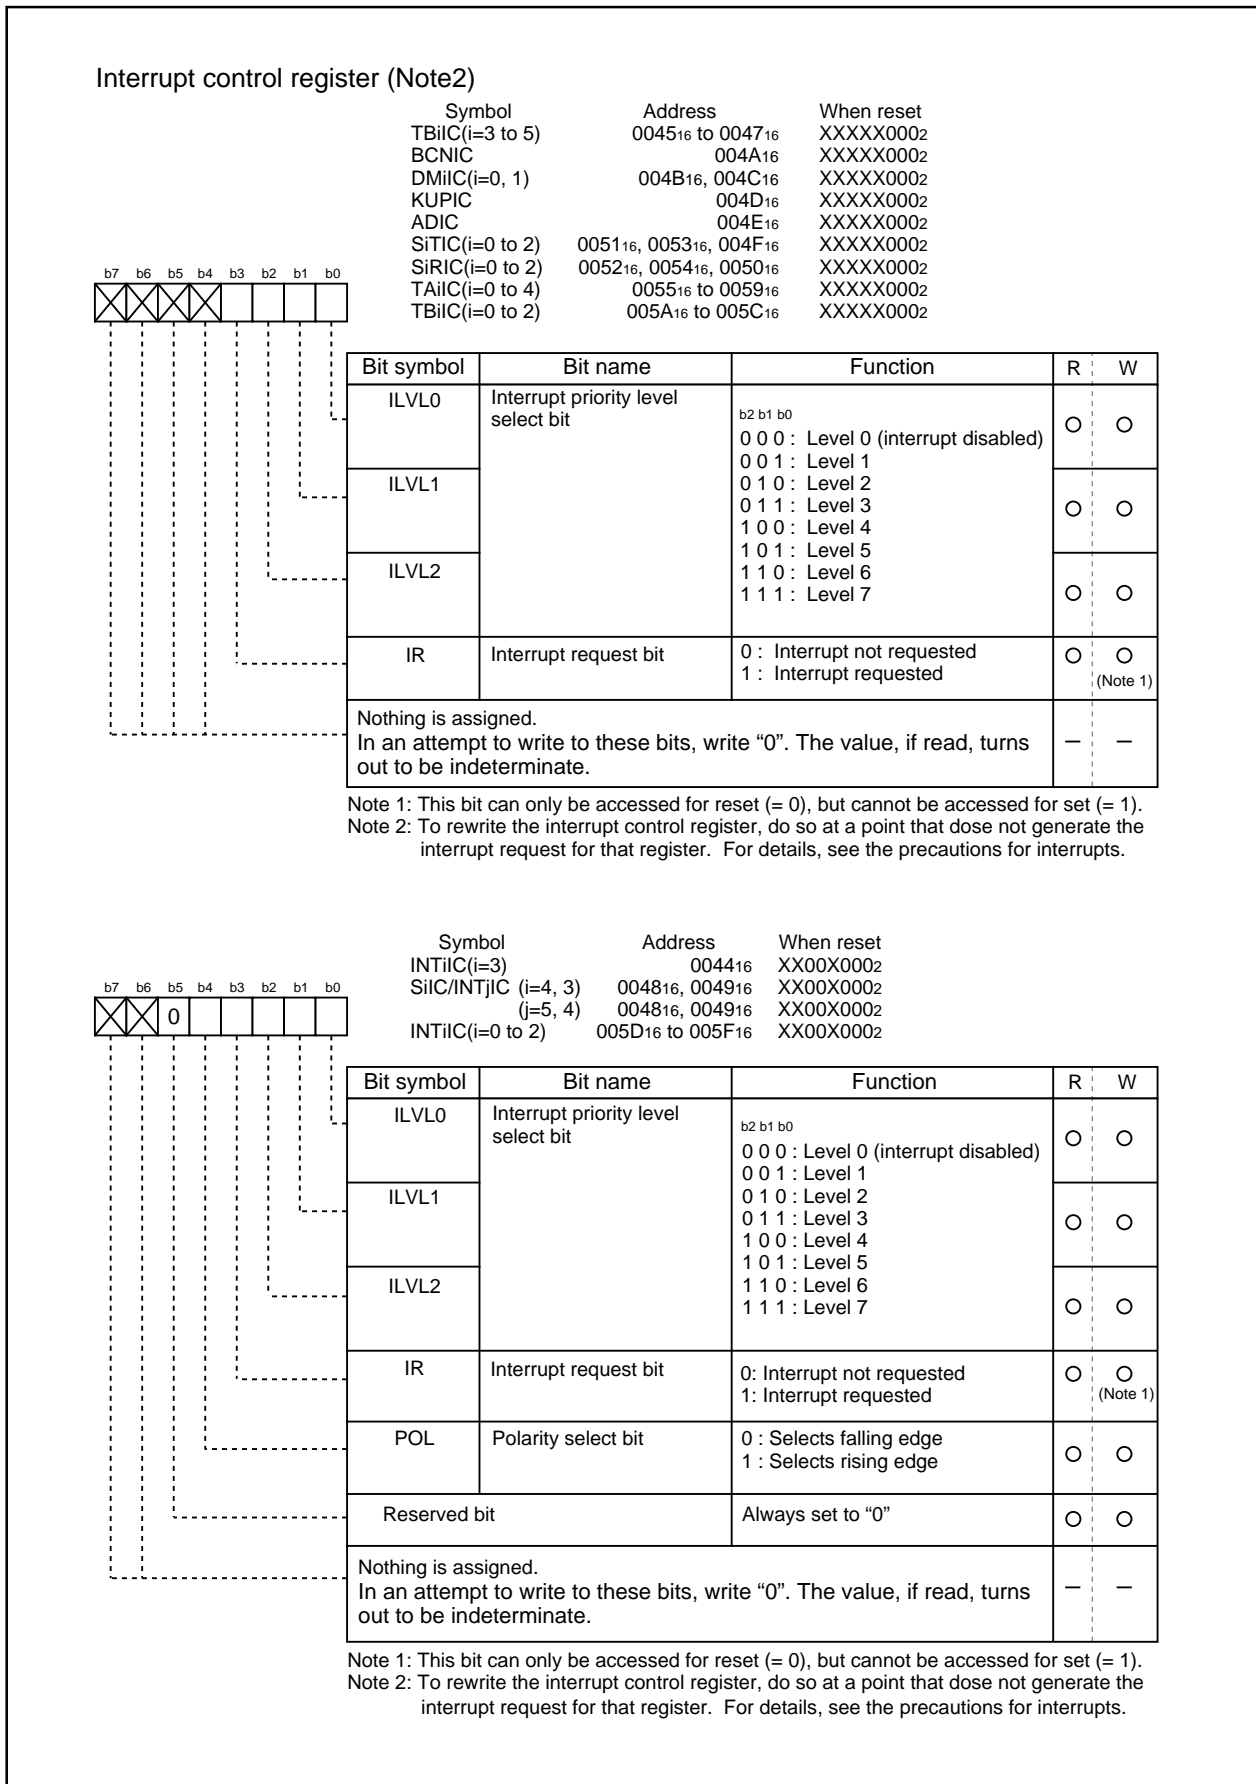 Interrupt control register (Note2)
Symbol Address When reset
TBiIC(i=3 to 5) 004516 to 004716 XXXXX0002
BCNIC 004A16 XXXXX0002
DMiIC(i=0, 1) 004B16, 004C16 XXXXX0002
KUPIC 004D16 XXXXX0002
ADIC 004E16 XXXXX0002
SiTIC(i=0 to 2) 005116, 005316, 004F16 XXXXX0002
SiRIC(i=0 to 2) 005216, 005416, 005016 XXXXX0002
TAiIC(i=0 to 4) 005516 to 005916 XXXXX0002
TBiIC(i=0 to 2) 005A16 to 005C16 XXXXX0002
b7 b6 b5 b4 b3 b2 b1 b0
Bit symbol Bit name Function R W
ILVL0 Interrupt priority level
select bit
b2 b1 b0
0 0 0 : Level 0 (interrupt disabled)
0 0 1 : Level 1
ILVL1 0 1 0 : Level 2
0 1 1 : Level 3
1 0 0 : Level 4
1 0 1 : Level 5
ILVL2 1 1 0 : Level 6
1 1 1 : Level 7
IR Interrupt request bit 0 : Interrupt not requested
1 : Interrupt requested (Note 1)
Nothing is assigned.
In an attempt to write to these bits, write “0”. The value, if read, turns
out to be indeterminate.
Note 1: This bit can only be accessed for reset (= 0), but cannot be accessed for set (= 1).
Note 2: To rewrite the interrupt control register, do so at a point that dose not generate the
interrupt request for that register. For details, see the precautions for interrupts.
Symbol Address When reset
INTiIC(i=3) 004416 XX00X0002
SiIC/INTjIC (i=4, 3) 004816, 004916 XX00X0002
(j=5, 4) 004816, 004916 XX00X0002
INTiIC(i=0 to 2) 005D16 to 005F16 XX00X0002
b7 b6 b5 b4 b3 b2 b1 b0
0
Bit symbol Bit name Function R W
ILVL0 Interrupt priority level
select bit
b2 b1 b0
0 0 0 : Level 0 (interrupt disabled)
0 0 1 : Level 1
ILVL1 0 1 0 : Level 2
0 1 1 : Level 3
1 0 0 : Level 4
1 0 1 : Level 5
ILVL2 1 1 0 : Level 6
1 1 1 : Level 7
IR Interrupt request bit 0: Interrupt not requested
1: Interrupt requested (Note 1)
POL Polarity select bit 0 : Selects falling edge
1 : Selects rising edge
Reserved bit Always set to “0”
Nothing is assigned.
In an attempt to write to these bits, write “0”. The value, if read, turns
out to be indeterminate.
Note 1: This bit can only be accessed for reset (= 0), but cannot be accessed for set (= 1).
Note 2: To rewrite the interrupt control register, do so at a point that dose not generate the
interrupt request for that register. For details, see the precautions for interrupts.